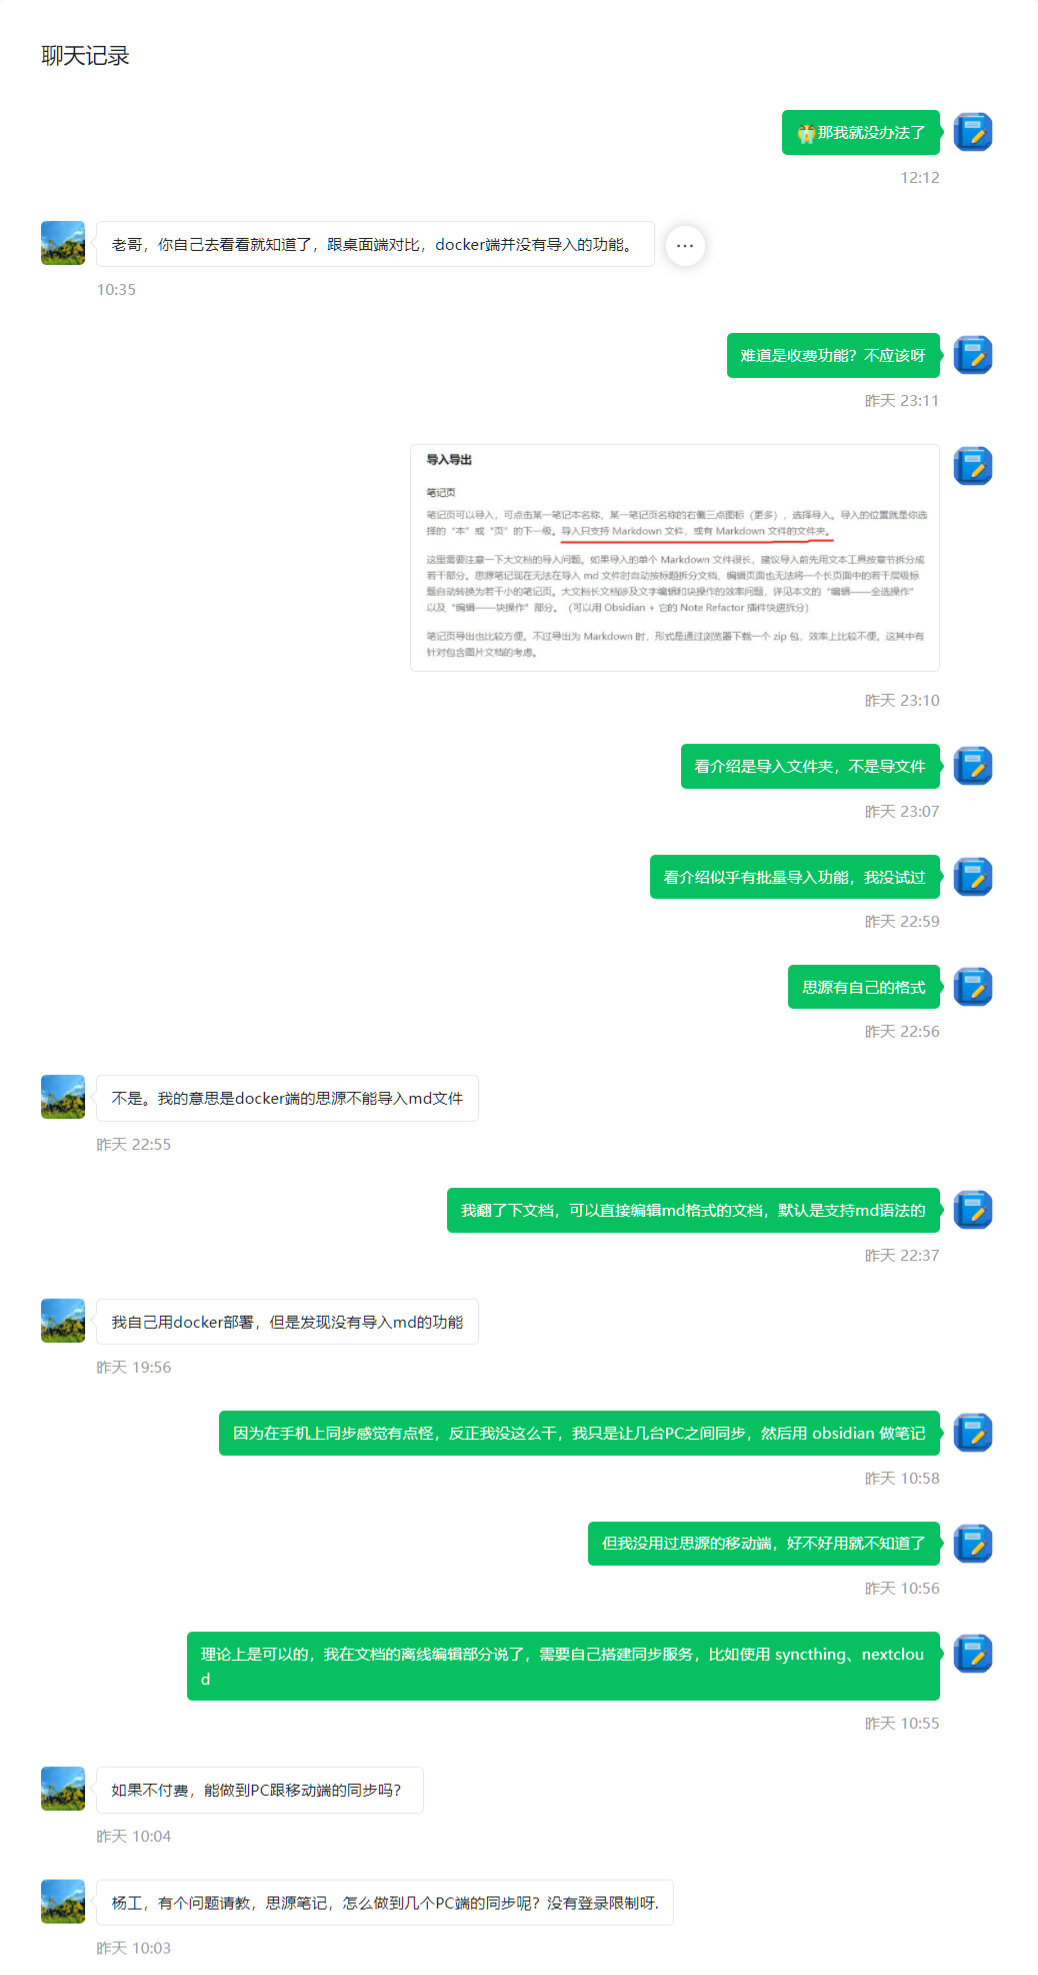 聊天记录
😭那我就没办法了
12:12
老哥，你自己去看看就知道了，跟桌面端对比，docker端并没有导入的功能。
10:35
难道是收费功能？不应该呀
昨天 23:11
导入导出
笔记页
笔记页可以导入，可点击某一笔记本名称、某一笔记页名称的右侧三点图标（更多），选择导入。导入的位置就是你选
择的“本”或“页”的下一级。导入只支持 Markdown 文件，或有 Markdown 文件的文件夹。
这里需要注意一下大文档的导入问题。如果导入的单个 Markdown 文件很长，建议导入前先用文本工具按章节拆分成
若干部分。思源笔记现在无法在导入 md 文件时自动按标题拆分文档，编辑页面也无法将一个长页面中的若干层级标
题自动转换为若干小的笔记页。大文档长文档涉及文字编辑和块操作的效率问题，详见本文的“编辑——全选操作”
以及“编辑——块操作”部分。（可以用 Obsidian + 它的 Note Refactor 插件快速拆分）
笔记页导出也比较方便。不过导出为 Markdown 时，形式是通过浏览器下载一个 zip 包，效率上比较不便。这其中有
针对包含图片文档的考虑。
昨天 23:10
看介绍是导入文件夹，不是导文件
昨天 23:07
看介绍似乎有批量导入功能，我没试过
昨天 22:59
思源有自己的格式
昨天 22:56
不是。我的意思是docker端的思源不能导入md文件
昨天 22:55
我翻了下文档，可以直接编辑md格式的文档，默认是支持md语法的
昨天 22:37
我自己用docker部署，但是发现没有导入md的功能
昨天 19:56
因为在手机上同步感觉有点怪，反正我没这么干，我只是让几台PC之间同步，然后用 obsidian 做笔记
昨天 10:58
但我没用过思源的移动端，好不好用就不知道了
昨天 10:56
理论上是可以的，我在文档的离线编辑部分说了，需要自己搭建同步服务，比如使用 syncthing、nextclou
d
昨天 10:55
如果不付费，能做到PC跟移动端的同步吗？
昨天 10:04
杨工，有个问题请教，思源笔记，怎么做到几个PC端的同步呢？没有登录限制呀.
昨天 10:03